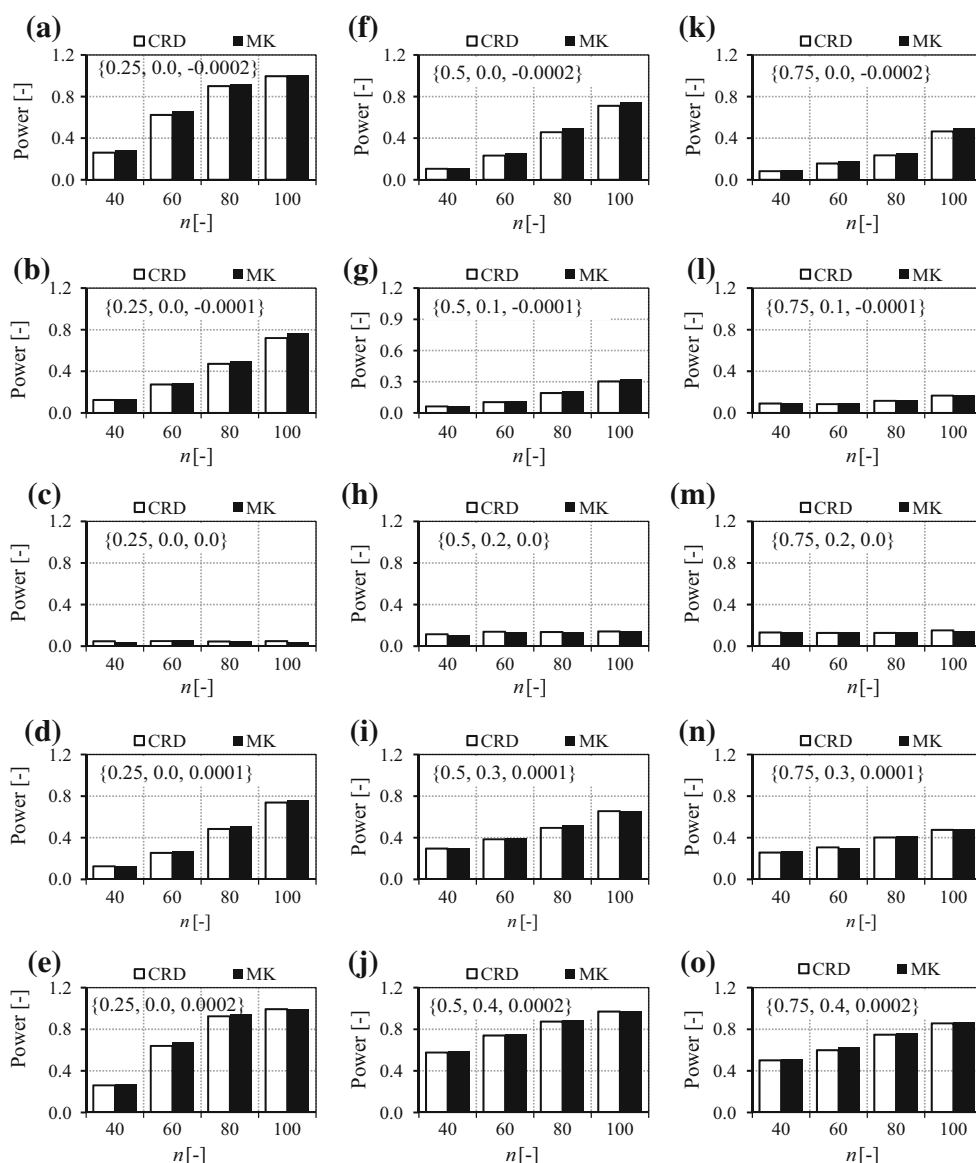 (a)
CRD MK
{0.25, 0.0, -0.0002}
Power [-]
1.2
0.8
0.4
0.0
40 60 80 100
n [-]
(f)
CRD MK
{0.5, 0.0, -0.0002}
Power [-]
1.2
0.8
0.4
0.0
40 60 80 100
n [-]
(k)
CRD MK
{0.75, 0.0, -0.0002}
Power [-]
1.2
0.8
0.4
0.0
40 60 80 100
n [-]
(b)
CRD MK
{0.25, 0.0, -0.0001}
Power [-]
1.2
0.8
0.4
0.0
40 60 80 100
n [-]
(g)
CRD MK
{0.5, 0.1, -0.0001}
Power [-]
1.2
0.9
0.6
0.3
0.0
40 60 80 100
n [-]
(l)
CRD MK
{0.75, 0.1, -0.0001}
Power [-]
1.2
0.8
0.4
0.0
40 60 80 100
n [-]
(c)
CRD MK
{0.25, 0.0, 0.0}
Power [-]
1.2
0.8
0.4
0.0
40 60 80 100
n [-]
(h)
CRD MK
{0.5, 0.2, 0.0}
Power [-]
1.2
0.8
0.4
0.0
40 60 80 100
n [-]
(m)
CRD MK
{0.75, 0.2, 0.0}
Power [-]
1.2
0.8
0.4
0.0
40 60 80 100
n [-]
(d)
CRD MK
{0.25, 0.0, 0.0001}
Power [-]
1.2
0.8
0.4
0.0
40 60 80 100
n [-]
(i)
CRD MK
{0.5, 0.3, 0.0001}
Power [-]
1.2
0.8
0.4
0.0
40 60 80 100
n [-]
(n)
CRD MK
{0.75, 0.3, 0.0001}
Power [-]
1.2
0.8
0.4
0.0
40 60 80 100
n [-]
(e)
CRD MK
{0.25, 0.0, 0.0002}
Power [-]
1.2
0.8
0.4
0.0
40 60 80 100
n [-]
(j)
CRD MK
{0.5, 0.4, 0.0002}
Power [-]
1.2
0.8
0.4
0.0
40 60 80 100
n [-]
(o)
CRD MK
{0.75, 0.4, 0.0002}
Power [-]
1.2
0.8
0.4
0.0
40 60 80 100
n [-]